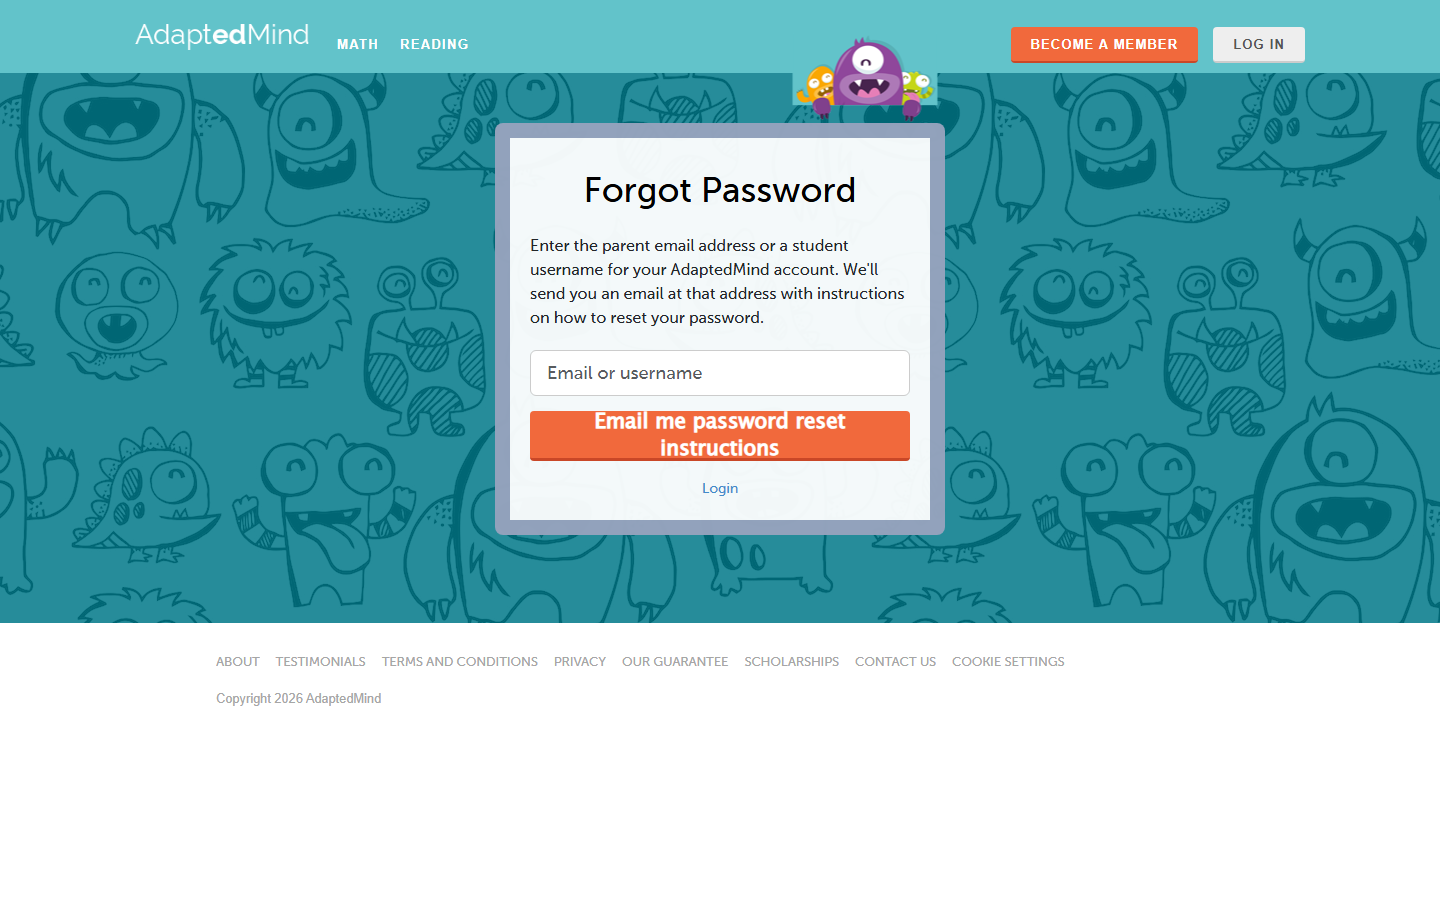 AdaptedMind
MATH
READING
BECOME A MEMBER
LOG IN
Forgot Password
Enter the parent email address or a student
username for your AdaptedMind account. We'll
send you an email at that address with instructions
on how to reset your password.
Email or username
Email me password reset
instructions
Login
ABOUT TESTIMONIALS TERMS AND CONDITIONS PRIVACY OUR GUARANTEE SCHOLARSHIPS CONTACT US COOKIE SETTINGS
Copyright 2026 AdaptedMind